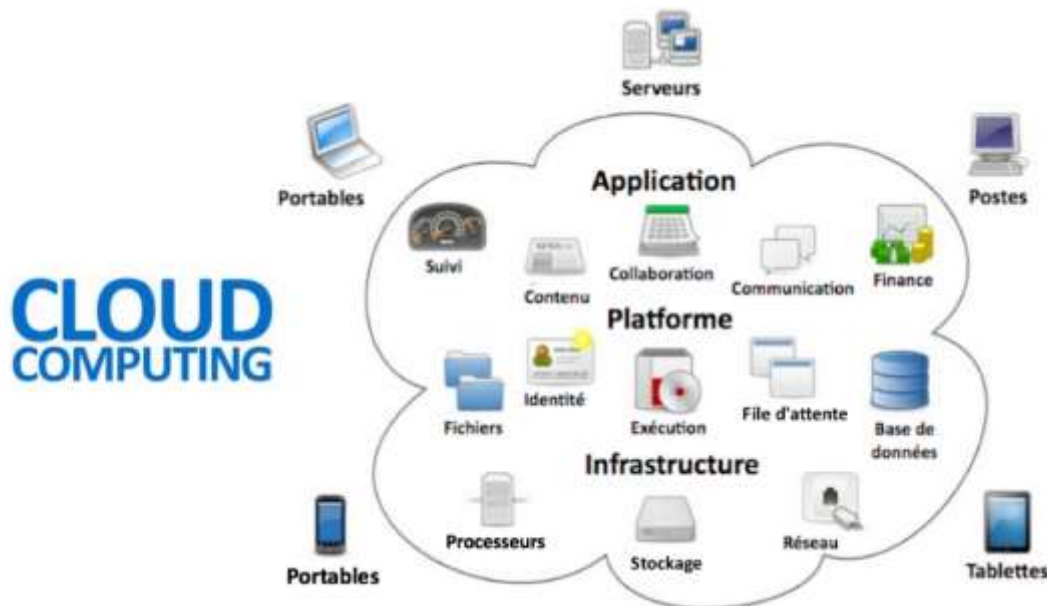 Serveurs
Portables
Postes
Application
Suivi
Contenu
Collaboration
Communication
Finance
CLOUD
COMPUTING
Platforme
Fichiers
Identité
Exécution
File d'attente
Base de
données
Infrastructure
Processeurs
Stockage
Réseau
Portables
Tablettes